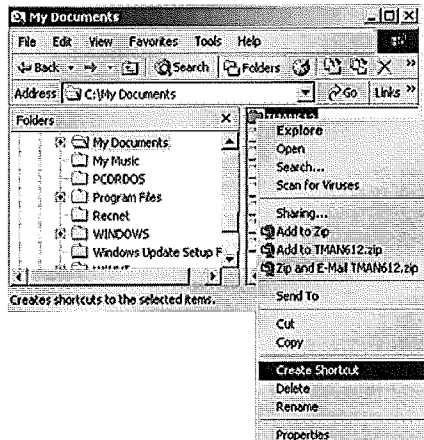 My Documents
File Edit View Favorites Tools Help
Back Search Folders »
Address C:\My Documents Go Links »
Folders
My Documents
My Music
PCDRDOS
Program Files
Recnet
WINDOWS
Windows Update Setup F
Creates shortcuts to the selected items.
Explore
Open
Search...
Scan for Viruses
Sharing...
Add to Zip
Add to TMAN612.zip
Zip and E-Mail TMAN612.zip
Send To
Cut
Copy
Create Shortcut
Delete
Rename
Properties